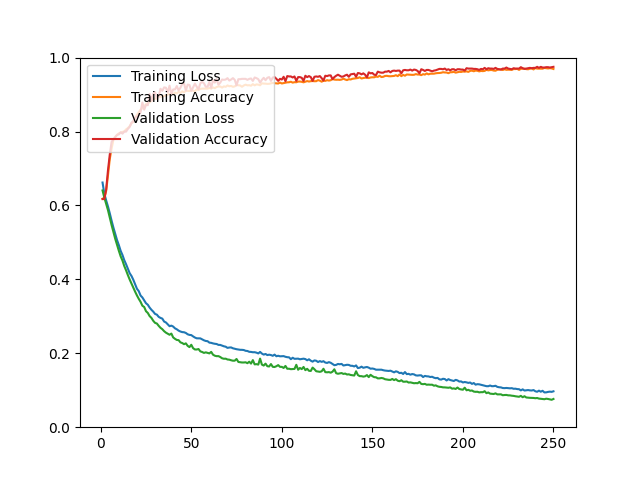 1.0
0.8
0.6
0.4
0.2
0.0
Training Loss
Training Accuracy
Validation Loss
Validation Accuracy
0 50 100 150 200 250